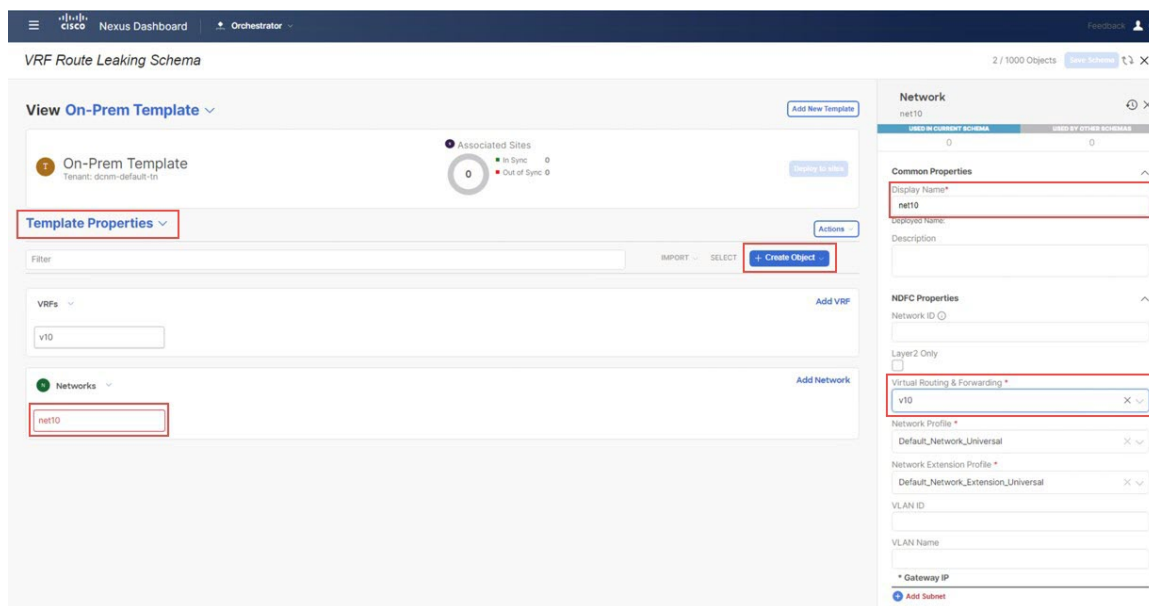 CISCO Nexus Dashboard Orchestrator Feedback
VRF Route Leaking Schema 2 / 1000 Objects Save Schema
View On-Prem Template Add New Template
T On-Prem Template
Tenant: dcnm-default-tn
Associated Sites
0
In Sync 0
Out of Sync 0
Deploy to sites
Template Properties Actions
Filter IMPORT SELECT + Create Object
VRFs Add VRF
v10
N Networks Add Network
net10
Network
net10
USED IN CURRENT SCHEMA USED BY OTHER SCHEMAS
0 0
Common Properties
Display Name*
net10
Deployed Name:
Description
NDFC Properties
Network ID
Layer2 Only
Virtual Routing & Forwarding *
v10
Network Profile *
Default_Network_Universal
Network Extension Profile *
Default_Network_Extension_Universal
VLAN ID
VLAN Name
* Gateway IP
Add Subnet